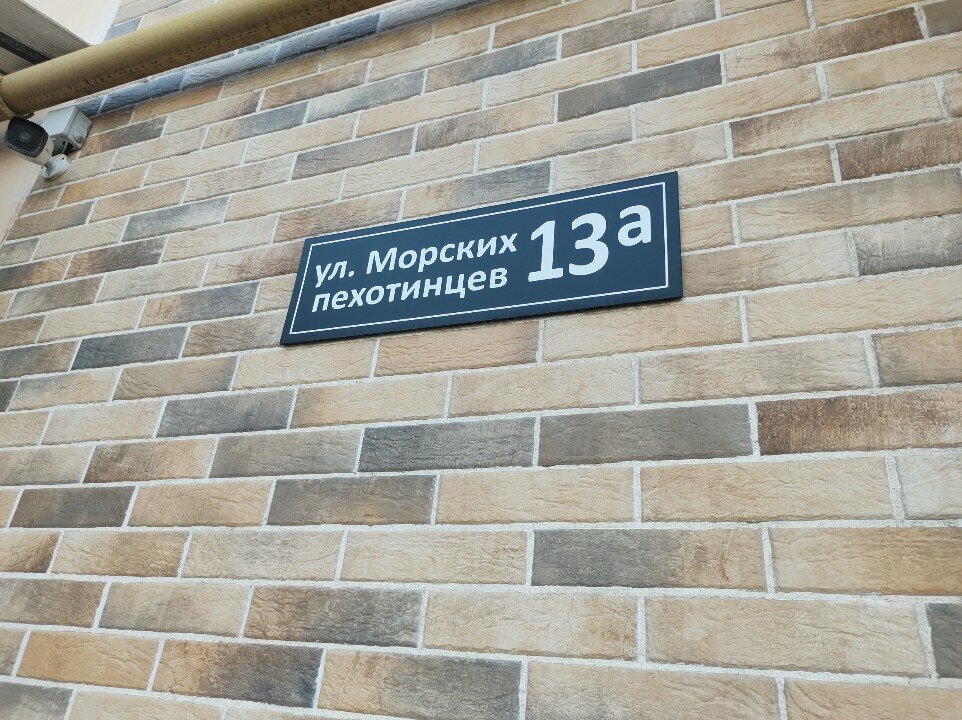 ул. Морских
пехотинцев 13а